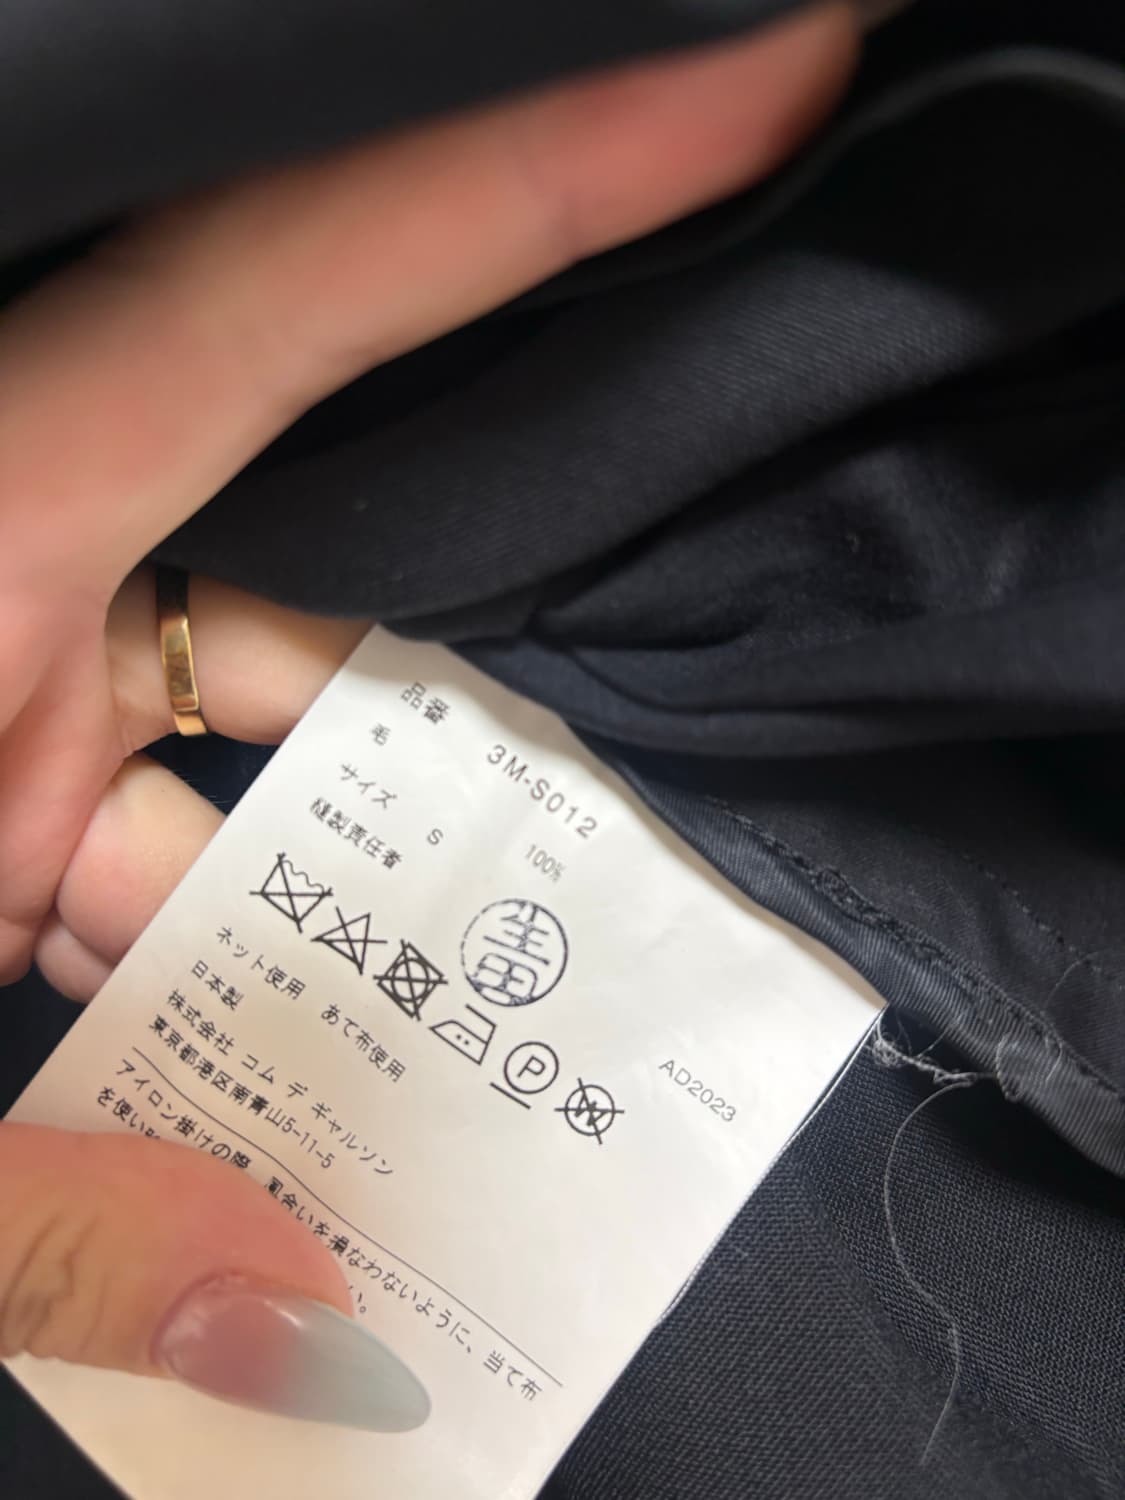 品番 3M-S012
毛 100%
サイズ S
縫製責任者 生田
P W
AD2023
ネット使用 あて布使用
日本製
株式会社 コム デ ギャルソン
東京都港区南青山5-11-5
アイロン掛けの際、風合いを損なわないように、当て布
を使い
い。